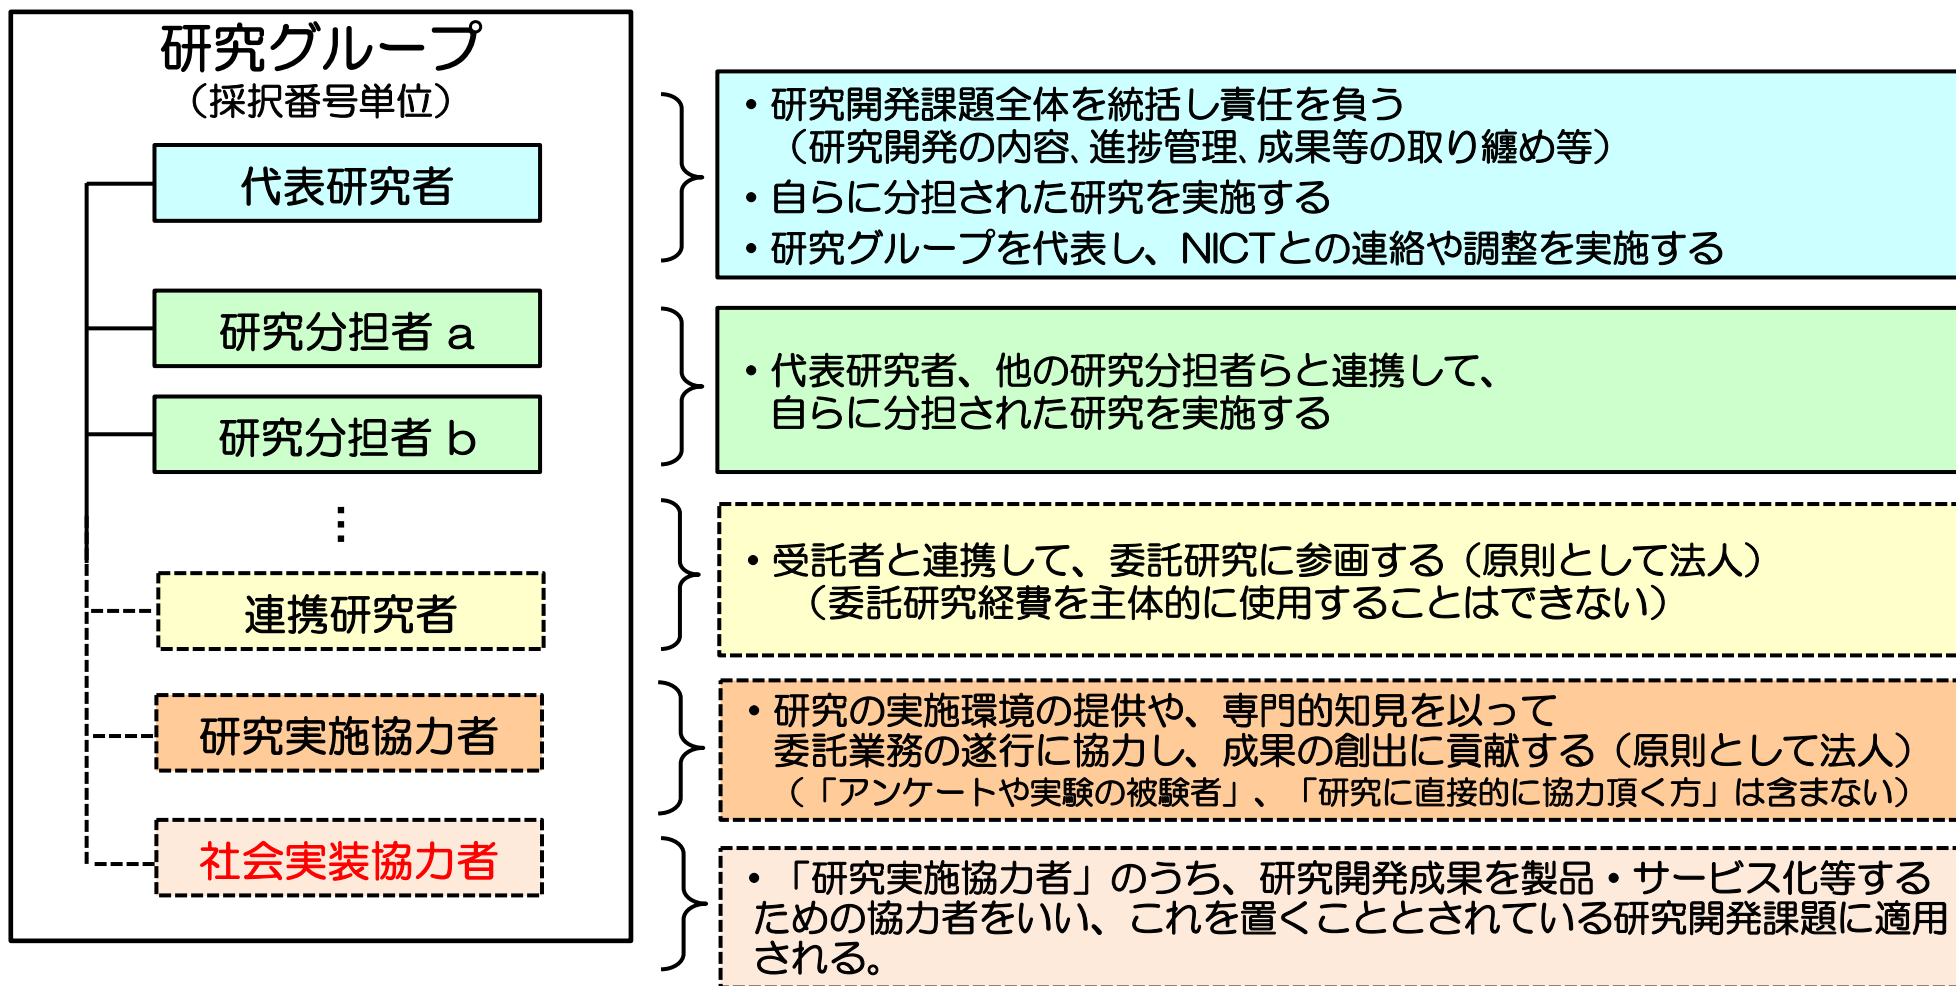 研究グループ
（採択番号単位）
代表研究者
・研究開発課題全体を統括し責任を負う
（研究開発の内容、進捗管理、成果等の取り纏め等）
・自らに分担された研究を実施する
・研究グループを代表し、NICTとの連絡や調整を実施する
研究分担者 a
研究分担者 b
・代表研究者、他の研究分担者らと連携して、
自らに分担された研究を実施する
⋮
連携研究者
・受託者と連携して、委託研究に参画する（原則として法人）
（委託研究経費を主体的に使用することはできない）
研究実施協力者
・研究の実施環境の提供や、専門的知見を以って
委託業務の遂行に協力し、成果の創出に貢献する（原則として法人）
（「アンケートや実験の被験者」、「研究に直接的に協力頂く方」は含まない）
社会実装協力者
・「研究実施協力者」のうち、研究開発成果を製品・サービス化等する
ための協力者をいい、これを置くこととされている研究開発課題に適用
される。